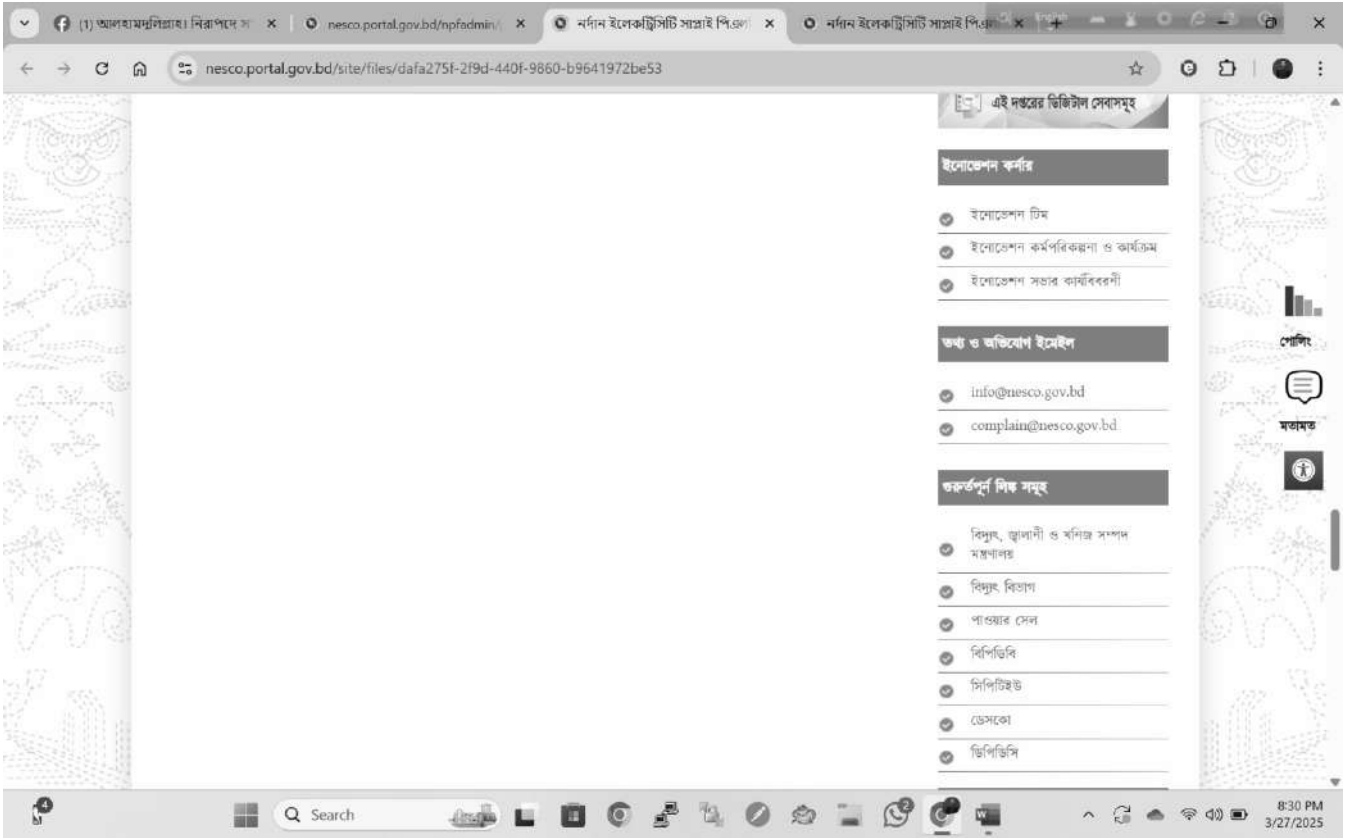 (1) আলহামদুলিল্লাহ। নিরাপদে স
nesco.portal.gov.bd/npfadmin/
নর্দান ইলেকট্রিসিটি সাপ্লাই পি.এল
নর্দান ইলেকট্রিসিটি সাপ্লাই পি.এল
nesco.portal.gov.bd/site/files/dafa275f-2f9d-440f-9860-b9641972be53
এই দপ্তরের ডিজিটাল সেবাসমূহ
ইনোভেশন কর্নার
ইনোভেশন টিম
ইনোভেশন কর্মপরিকল্পনা ও কার্যক্রম
ইনোভেশন সভার কার্যবিবরণী
পোলিং
তথ্য ও অভিযোগ ইমেইল
info@nesco.gov.bd
complain@nesco.gov.bd
মতামত
গুরুর্তপূর্ন লিঙ্ক সমূহ
বিদ্যুৎ, জ্বালানী ও খনিজ সম্পদ
মন্ত্রণালয়
বিদ্যুৎ বিভাগ
পাওয়ার সেল
বিপিডিবি
সিপিটিইউ
ডেসকো
ডিপিডিসি
4
Search
2
8:30 PM
3/27/2025